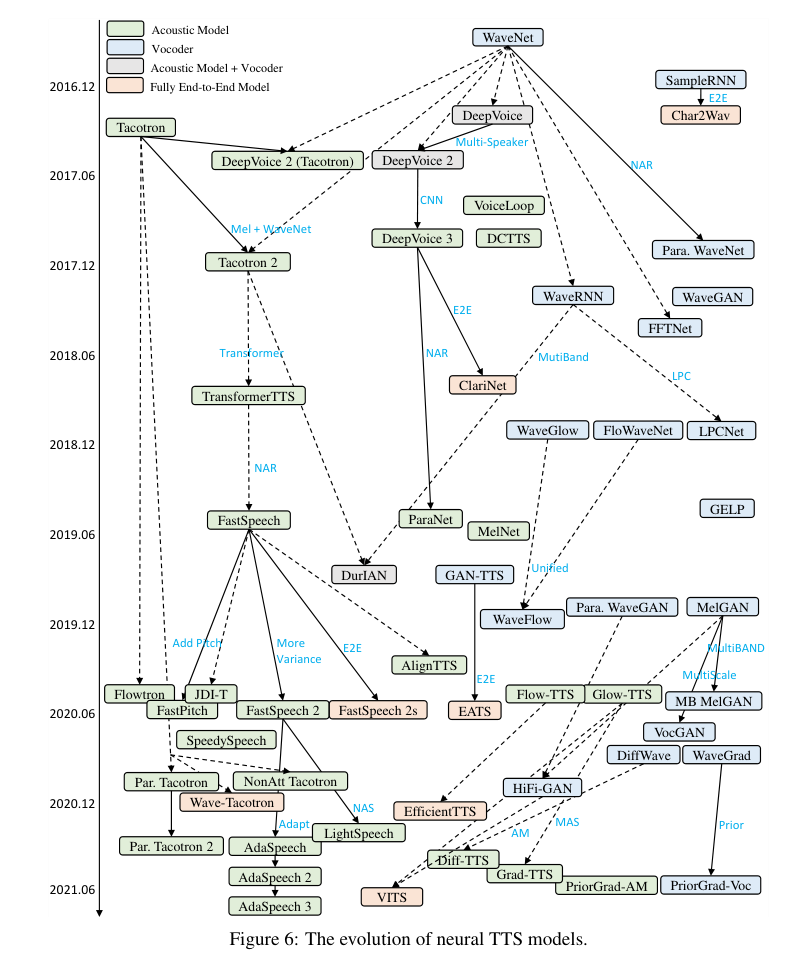 Acoustic Model
Vocoder
Acoustic Model + Vocoder
Fully End-to-End Model
WaveNet
SampleRNN
2016.12
E2E
Char2Wav
DeepVoice
Tacotron
Multi-Speaker
DeepVoice 2 (Tacotron)
DeepVoice 2
NAR
2017.06
CNN
VoiceLoop
Mel + WaveNet
DeepVoice 3
DCTTS
Para. WaveNet
Tacotron 2
2017.12
WaveRNN
WaveGAN
E2E
FFTNet
Transformer
NAR
MutiBand
2018.06
LPC
ClariNet
TransformerTTS
WaveGlow
FloWaveNet
LPCNet
2018.12
NAR
GELP
FastSpeech
ParaNet
MelNet
2019.06
Unified
DurIAN
GAN-TTS
Para. WaveGAN
MelGAN
WaveFlow
2019.12
Add Pitch
More
Variance
E2E
MultiBAND
AlignTTS
E2E
MultiScale
Flowtron
JDI-T
Flow-TTS
Glow-TTS
MB MelGAN
FastPitch
FastSpeech 2
FastSpeech 2s
EATS
2020.06
VocGAN
SpeedySpeech
DiffWave
WaveGrad
Par. Tacotron
NonAtt Tacotron
HiFi-GAN
Wave-Tacotron
2020.12
NAS
EfficientTTS
Adapt
MAS
Prior
LightSpeech
AM
Par. Tacotron 2
AdaSpeech
Diff-TTS
AdaSpeech 2
Grad-TTS
2021.06
PriorGrad-AM
PriorGrad-Voc
VITS
AdaSpeech 3
Figure 6: The evolution of neural TTS models.